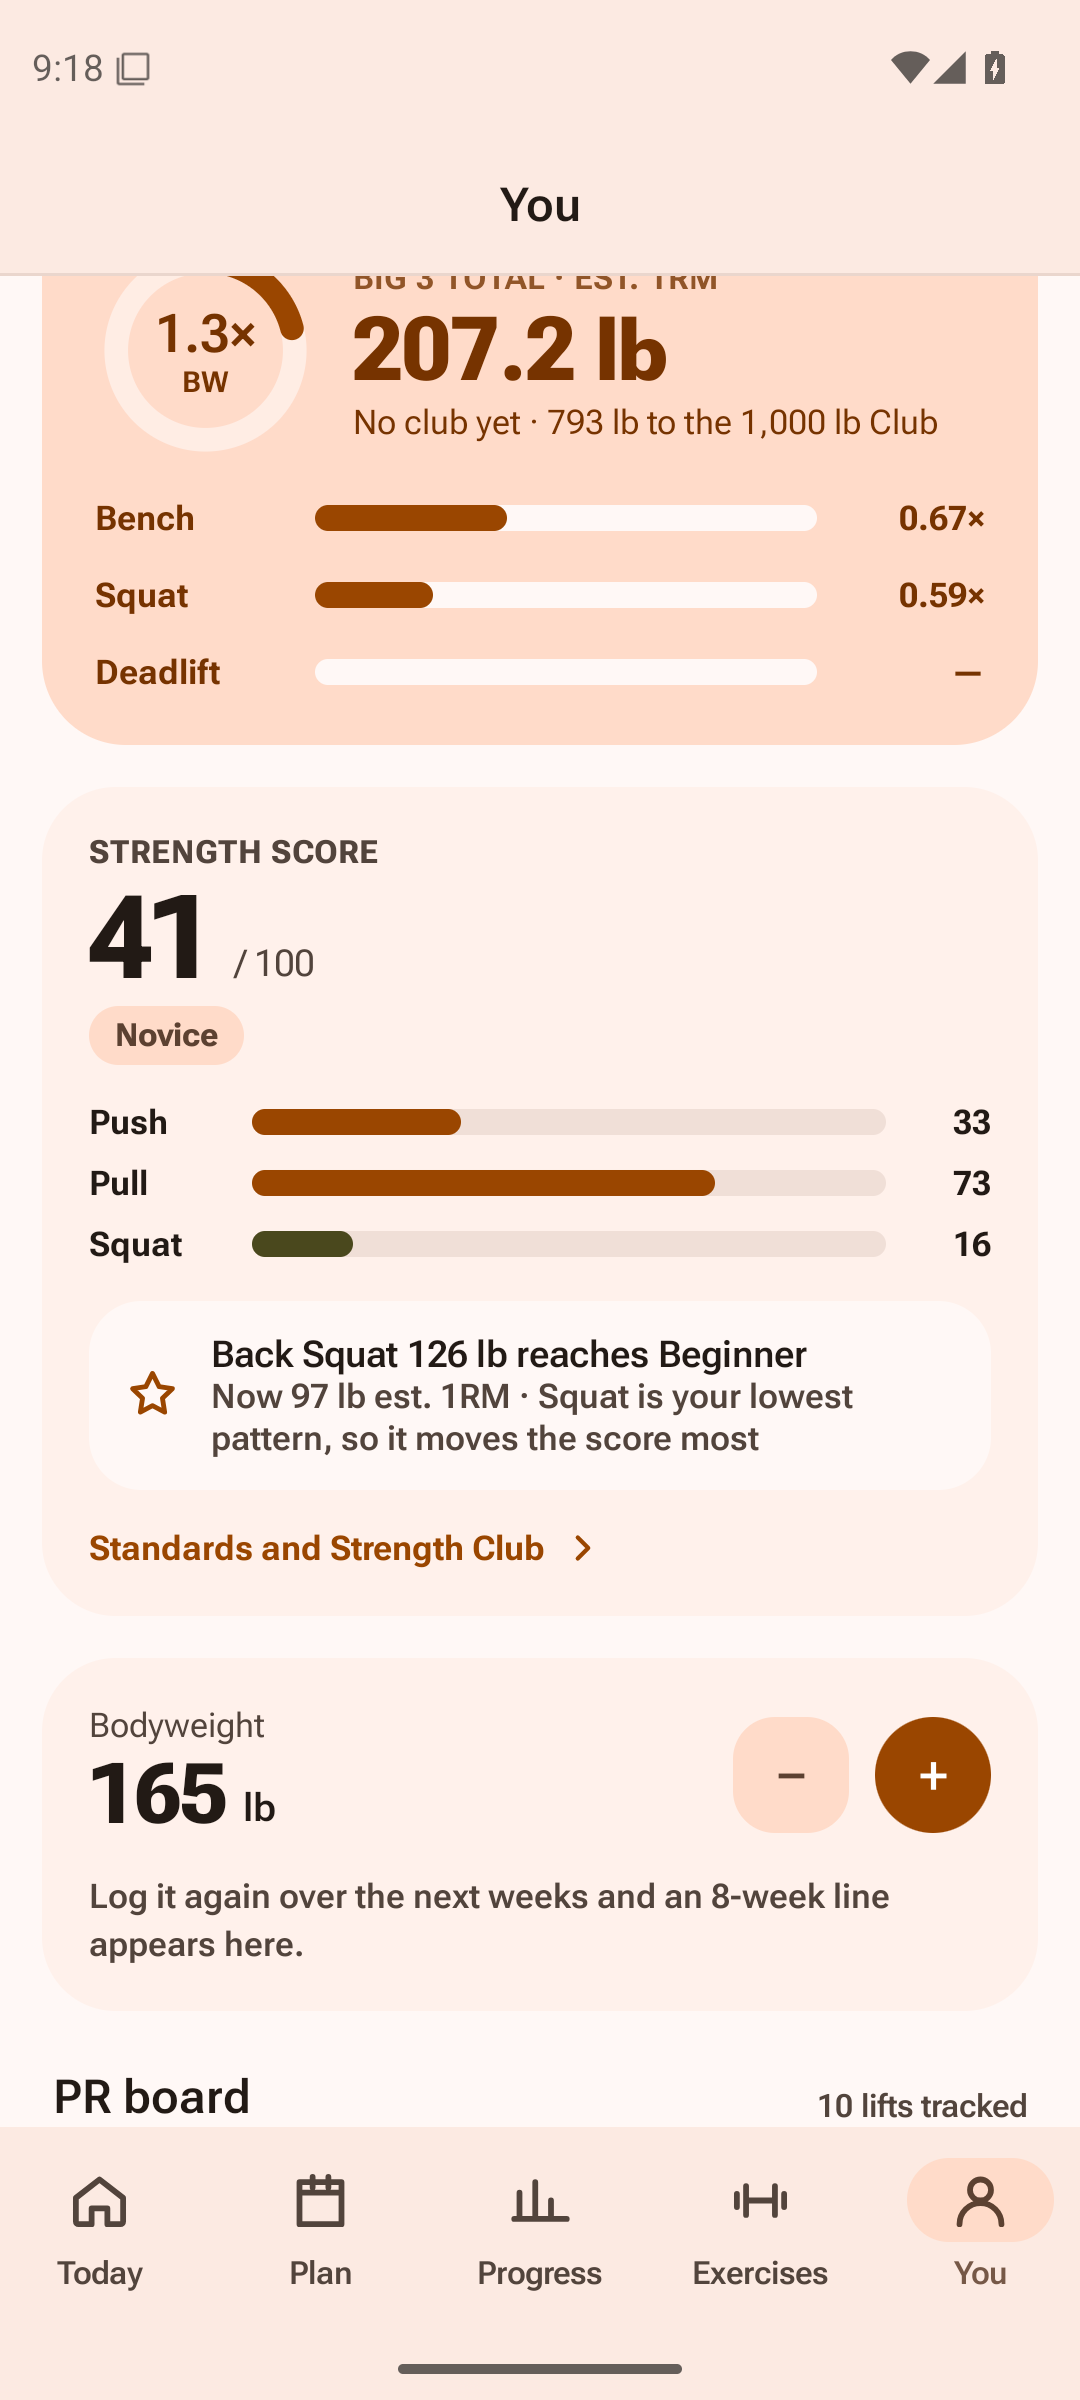 9:18
You
BIG 3 TOTAL · EST. 1RM
1.3×
BW
207.2 lb
No club yet · 793 lb to the 1,000 lb Club
Bench 0.67×
Squat 0.59×
Deadlift –
STRENGTH SCORE
41 / 100
Novice
Push 33
Pull 73
Squat 16
Back Squat 126 lb reaches Beginner
Now 97 lb est. 1RM · Squat is your lowest
pattern, so it moves the score most
Standards and Strength Club
Bodyweight
165 lb
− +
Log it again over the next weeks and an 8-week line
appears here.
PR board 10 lifts tracked
Today Plan Progress Exercises You